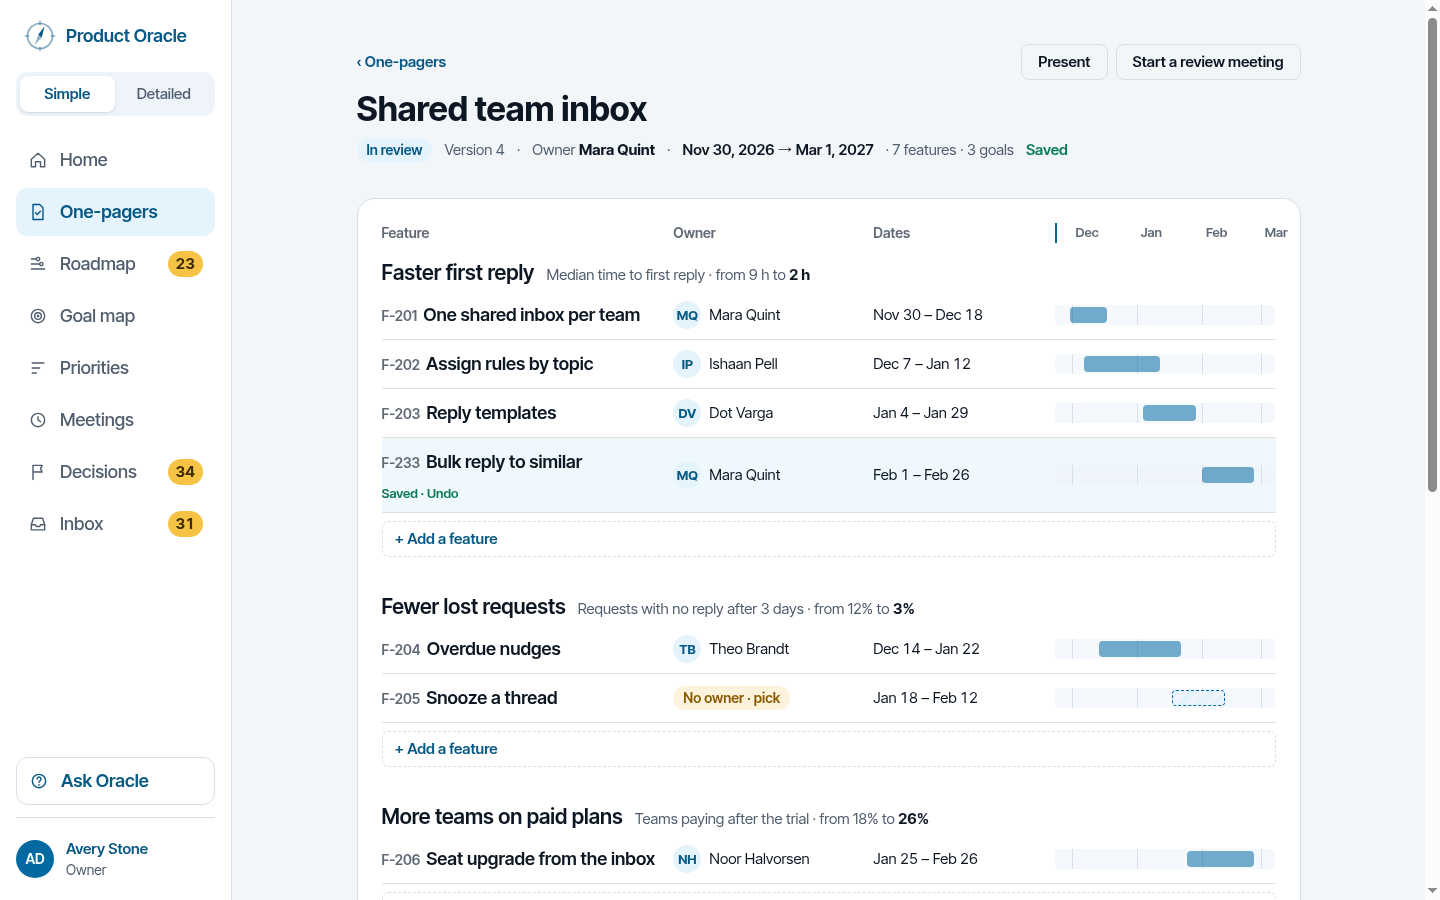 Product Oracle
Simple Detailed
Home
One-pagers
Roadmap 23
Goal map
Priorities
Meetings
Decisions 34
Inbox 31
Ask Oracle
AD Avery Stone
Owner
‹ One-pagers
Present Start a review meeting
Shared team inbox
In review Version 4 · Owner Mara Quint · Nov 30, 2026 → Mar 1, 2027 · 7 features · 3 goals Saved
Feature Owner Dates Dec Jan Feb Mar
Faster first reply Median time to first reply · from 9 h to 2 h
F-201 One shared inbox per team MQ Mara Quint Nov 30 – Dec 18
F-202 Assign rules by topic IP Ishaan Pell Dec 7 – Jan 12
F-203 Reply templates DV Dot Varga Jan 4 – Jan 29
F-233 Bulk reply to similar MQ Mara Quint Feb 1 – Feb 26
Saved · Undo
+ Add a feature
Fewer lost requests Requests with no reply after 3 days · from 12% to 3%
F-204 Overdue nudges TB Theo Brandt Dec 14 – Jan 22
F-205 Snooze a thread No owner · pick Jan 18 – Feb 12
+ Add a feature
More teams on paid plans Teams paying after the trial · from 18% to 26%
F-206 Seat upgrade from the inbox NH Noor Halvorsen Jan 25 – Feb 26